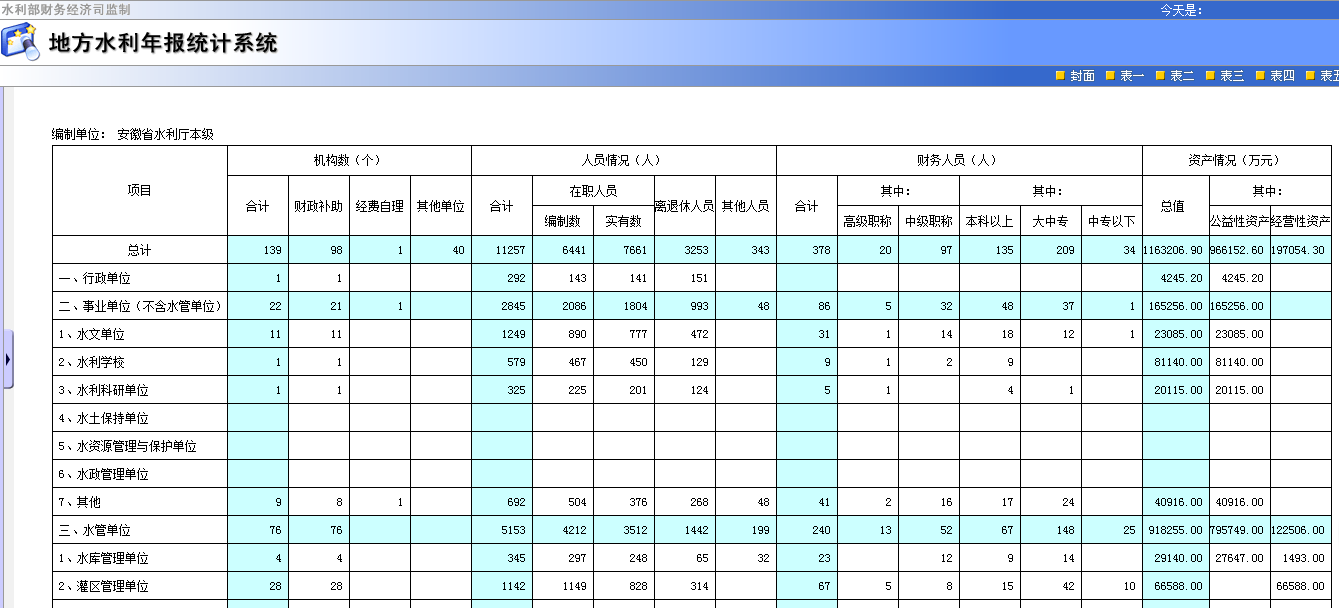 水利部财务经济司监制
今天是:
地方水利年报统计系统
封面 表一 表二 表三 表四 表五
编制单位: 安徽省水利厅本级
项目 机构数(个) 人员情况(人) 财务人员(人) 资产情况(万元)
合计 财政补助 经费自理 其他单位 合计 在职人员 离退休人员 其他人员 合计 其中: 其中: 总值 其中:
编制数 实有数 高级职称 中级职称 本科以上 大中专 中专以下 公益性资产 经营性资产
总计 139 98 1 40 11257 6441 7661 3253 343 378 20 97 135 209 34 1163206.90 966152.60 197054.30
一、行政单位 1 1 292 143 141 151 4245.20 4245.20
二、事业单位(不含水管单位) 22 21 1 2845 2086 1804 993 48 86 5 32 48 37 1 165256.00 165256.00
1、水文单位 11 11 1249 890 777 472 31 1 14 18 12 1 23085.00 23085.00
2、水利学校 1 1 579 467 450 129 9 1 2 9 81140.00 81140.00
3、水利科研单位 1 1 325 225 201 124 5 1 4 1 20115.00 20115.00
4、水土保持单位
5、水资源管理与保护单位
6、水政管理单位
7、其他 9 8 1 692 504 376 268 48 41 2 16 17 24 40916.00 40916.00
三、水管单位 76 76 5153 4212 3512 1442 199 240 13 52 67 148 25 918255.00 795749.00 122506.00
1、水库管理单位 4 4 345 297 248 65 32 23 12 9 14 29140.00 27647.00 1493.00
2、灌区管理单位 28 28 1142 1149 828 314 67 5 8 15 42 10 66588.00 66588.00